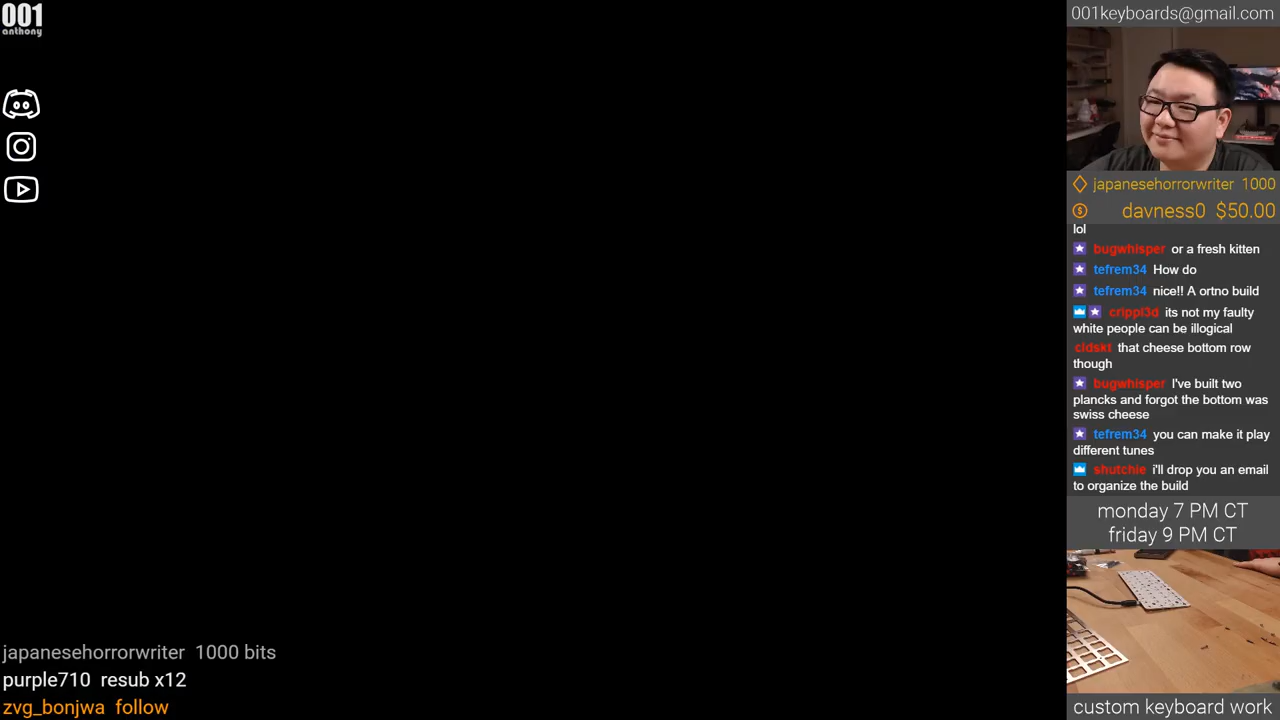 001
anthony
japanesehorrorwriter 1000 bits
purple710 resub x12
zvg_bonjwa follow
001keyboards@gmail.com
japanesehorrorwriter 1000
davness0 $50.00
lol
bugwhisper or a fresh kitten
tefrem34 How do
tefrem34 nice!! A ortno build
crippl3d its not my faulty
white people can be illogical
cldskt that cheese bottom row
though
bugwhisper I've built two
plancks and forgot the bottom was
swiss cheese
tefrem34 you can make it play
different tunes
shutchie i'll drop you an email
to organize the build
monday 7 PM CT
friday 9 PM CT
custom keyboard work